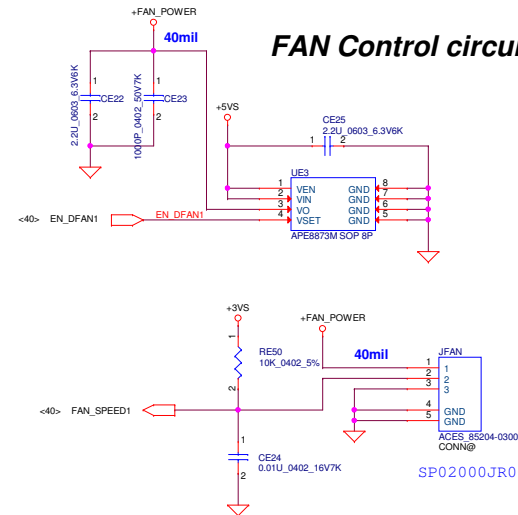 +FAN_POWER
40mil
FAN Control circui
1
2
CE22
2.2U_0603_6.3V6K
1
2
CE23
1000P_0402_50V7K
+5VS
CE25
2.2U_0603_6.3V6K
1 2
UE3
1 VEN GND 8
2 VIN GND 7
3 VO GND 6
4 VSET GND 5
APE8873M SOP 8P
<40> EN_DFAN1 EN_DFAN1
+3VS
+FAN_POWER
1
RE50
10K_0402_5%
2
40mil
JFAN
1 1
2 2
3 3
4 GND
5 GND
ACES_85204-0300
CONN@
<40> FAN_SPEED1
1
CE24
0.01U_0402_16V7K
2
SP02000JR0